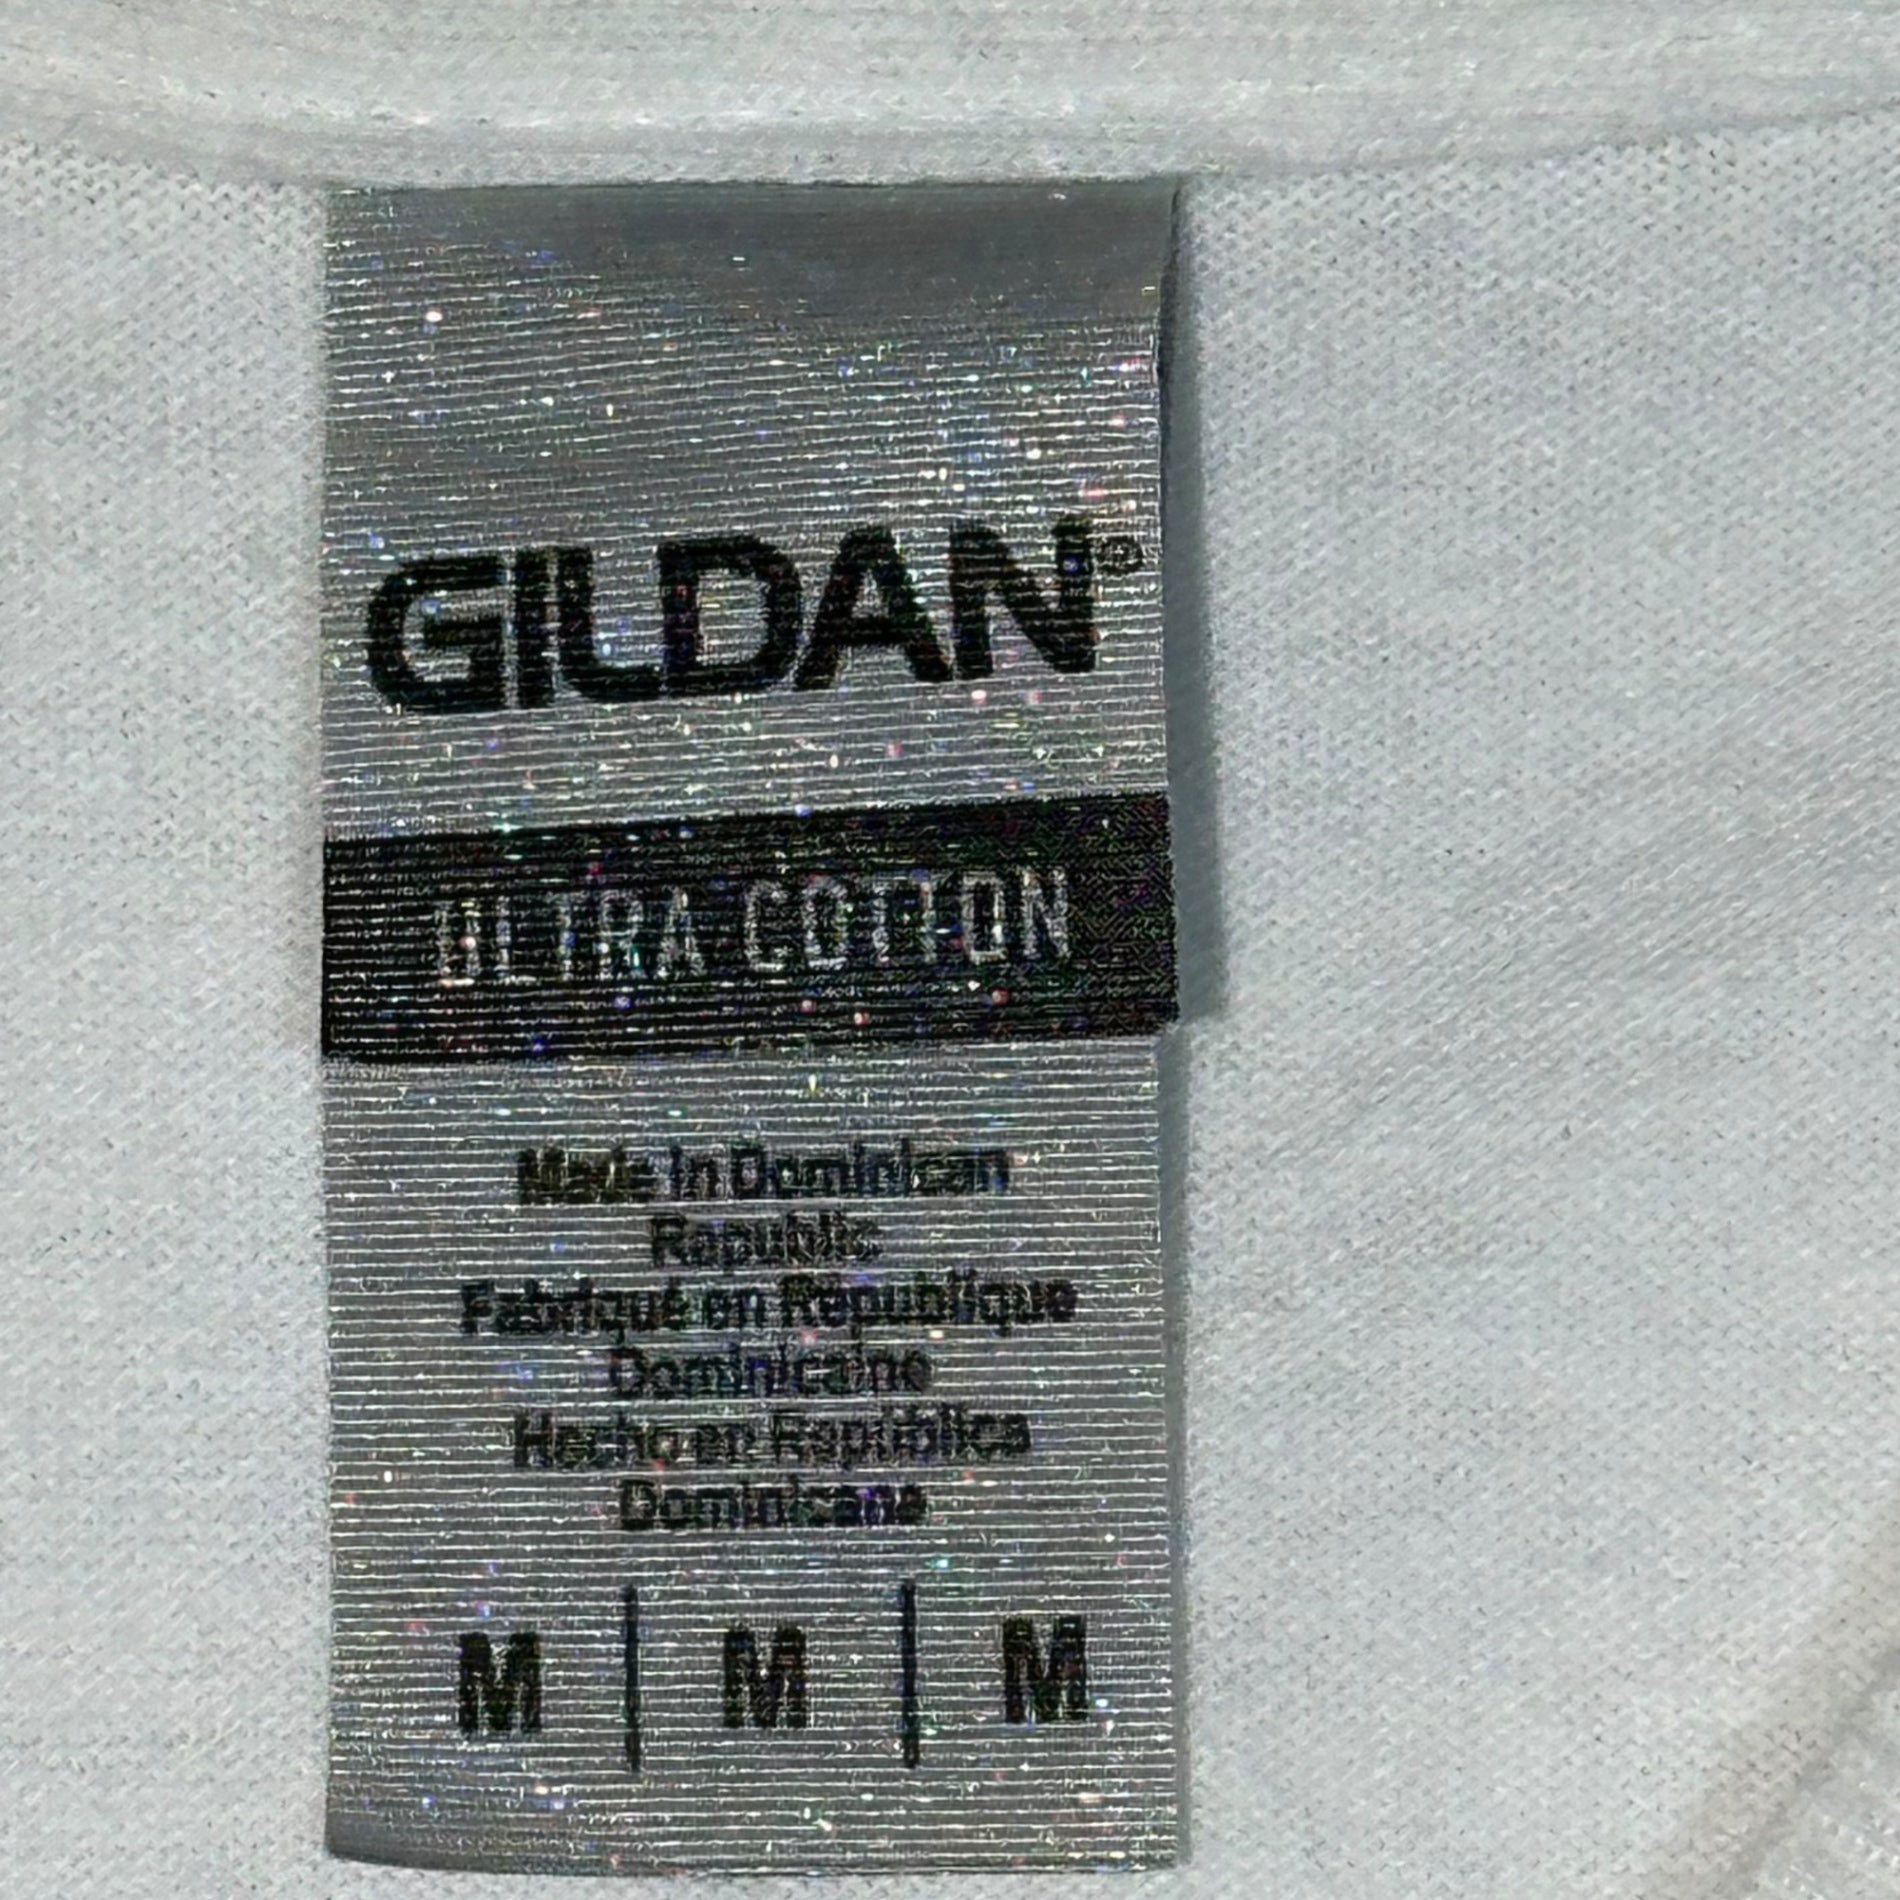 GILDAN®
ULTRA COTTON
Made in Dominican
Republic
Fabriqué en République
Dominicaine
Hecho en República
Dominicana
M | M | M